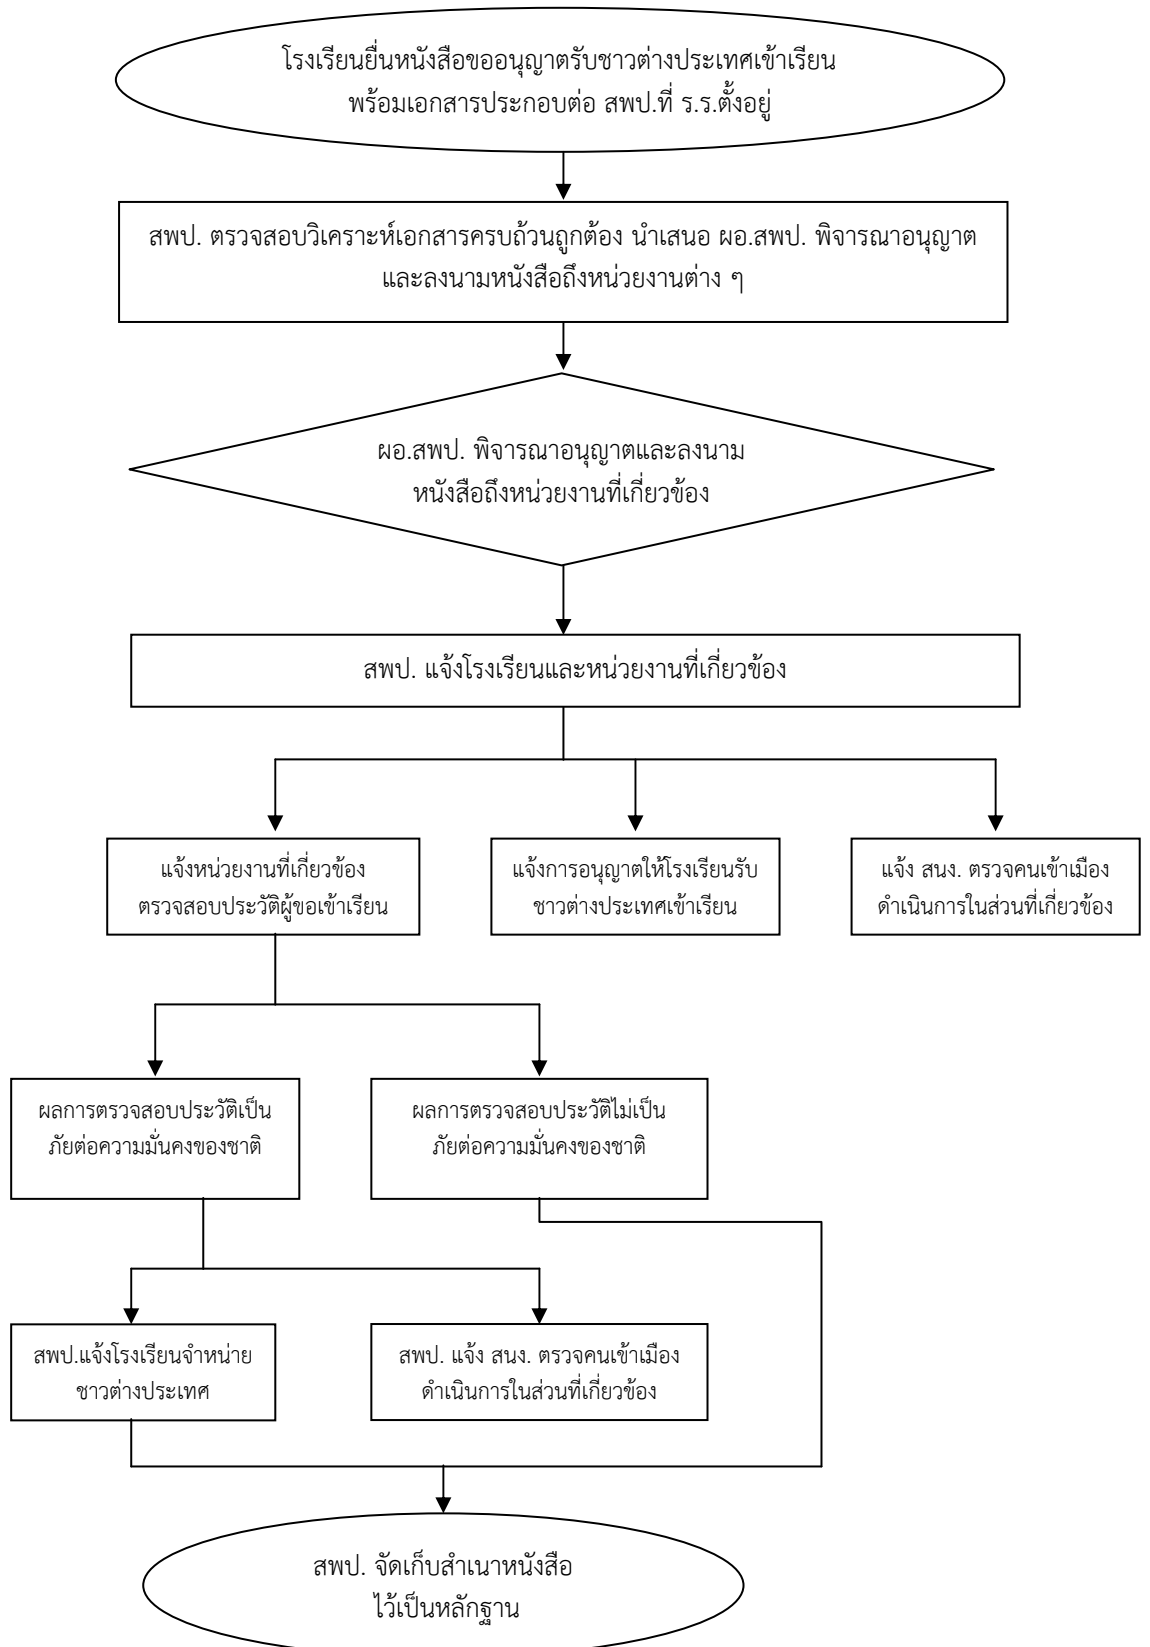 โรงเรียนยื่นหนังสือขออนุญาตรับชาวต่างประเทศเข้าเรียน
พร้อมเอกสารประกอบต่อ สพป.ที่ ร.ร.ตั้งอยู่
สพป. ตรวจสอบวิเคราะห์เอกสารครบถ้วนถูกต้อง นำเสนอ ผอ.สพป. พิจารณาอนุญาต
และลงนามหนังสือถึงหน่วยงานต่าง ๆ
ผอ.สพป. พิจารณาอนุญาตและลงนาม
หนังสือถึงหน่วยงานที่เกี่ยวข้อง
สพป. แจ้งโรงเรียนและหน่วยงานที่เกี่ยวข้อง
แจ้งหน่วยงานที่เกี่ยวข้อง
ตรวจสอบประวัติผู้ขอเข้าเรียน
แจ้งการอนุญาตให้โรงเรียนรับ
ชาวต่างประเทศเข้าเรียน
แจ้ง สนง. ตรวจคนเข้าเมือง
ดำเนินการในส่วนที่เกี่ยวข้อง
ผลการตรวจสอบประวัติเป็น
ภัยต่อความมั่นคงของชาติ
ผลการตรวจสอบประวัติไม่เป็น
ภัยต่อความมั่นคงของชาติ
สพป.แจ้งโรงเรียนจำหน่าย
ชาวต่างประเทศ
สพป. แจ้ง สนง. ตรวจคนเข้าเมือง
ดำเนินการในส่วนที่เกี่ยวข้อง
สพป. จัดเก็บสำเนาหนังสือ
ไว้เป็นหลักฐาน